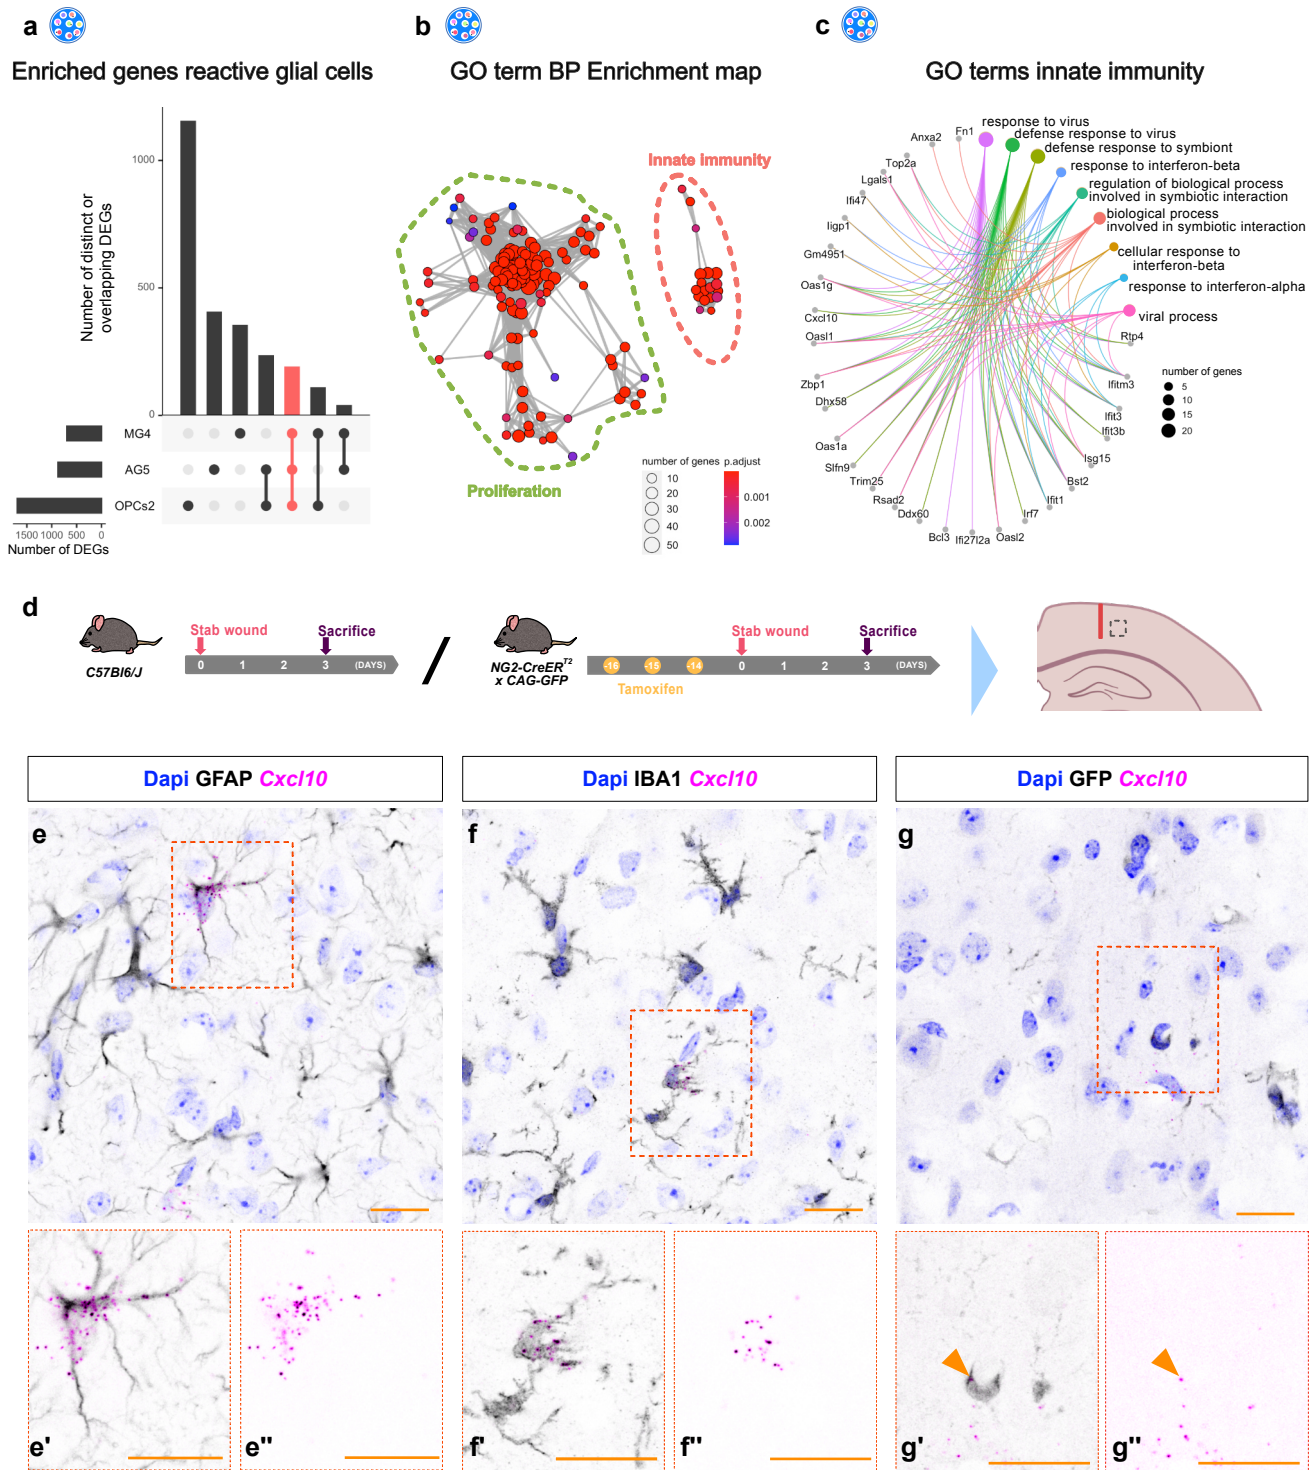 a
Enriched genes reactive glial cells
Number of distinct or
overlapping DEGs
1000
500
0
MG4
AG5
OPCs2
1500 1000 500 0
Number of DEGs
b
GO term BP Enrichment map
Innate immunity
Proliferation
number of genes
10
20
30
40
50
p.adjust
0.001
0.002
c
GO terms innate immunity
response to virus
defense response to virus
defense response to symbiont
response to interferon-beta
regulation of biological process
involved in symbiotic interaction
biological process
involved in symbiotic interaction
cellular response to
interferon-beta
response to interferon-alpha
viral process
Fn1
Anxa2
Top2a
Lgals1
Ifi47
Iigp1
Gm4951
Oas1g
Cxcl10
Oasl1
Zbp1
Dhx58
Oas1a
Slfn9
Trim25
Rsad2
Ddx60
Bcl3
Ifi27l2a
Oasl2
Irf7
Ifit1
Bst2
Isg15
Ifit3b
Ifit3
Ifitm3
Rtp4
number of genes
5
10
15
20
d
C57Bl6/J
Stab wound
Sacrifice
0 1 2 3 (DAYS)
/
NG2-CreERT2
x CAG-GFP
Stab wound
Sacrifice
-16 -15 -14 0 1 2 3 (DAYS)
Tamoxifen
Dapi GFAP Cxcl10
Dapi IBA1 Cxcl10
Dapi GFP Cxcl10
e
f
g
e'
e''
f'
f''
g'
g''